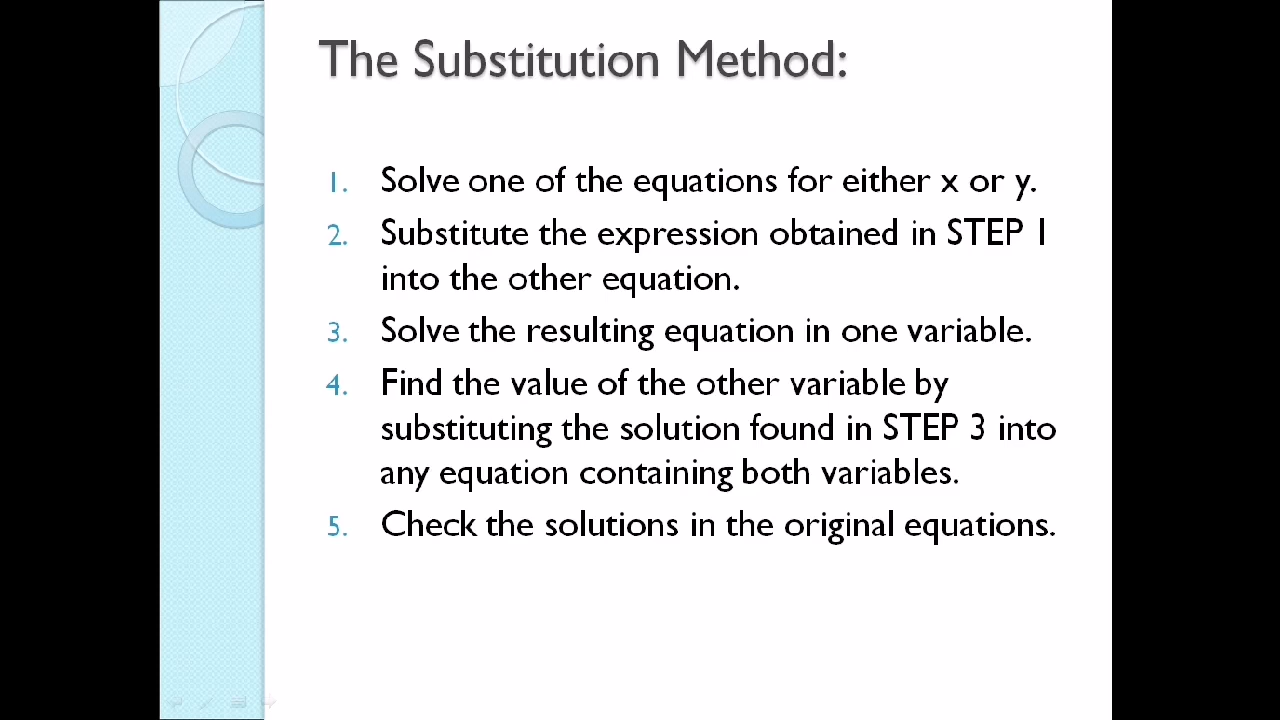 The Substitution Method:
1. Solve one of the equations for either x or y.
2. Substitute the expression obtained in STEP 1
into the other equation.
3. Solve the resulting equation in one variable.
4. Find the value of the other variable by
substituting the solution found in STEP 3 into
any equation containing both variables.
5. Check the solutions in the original equations.